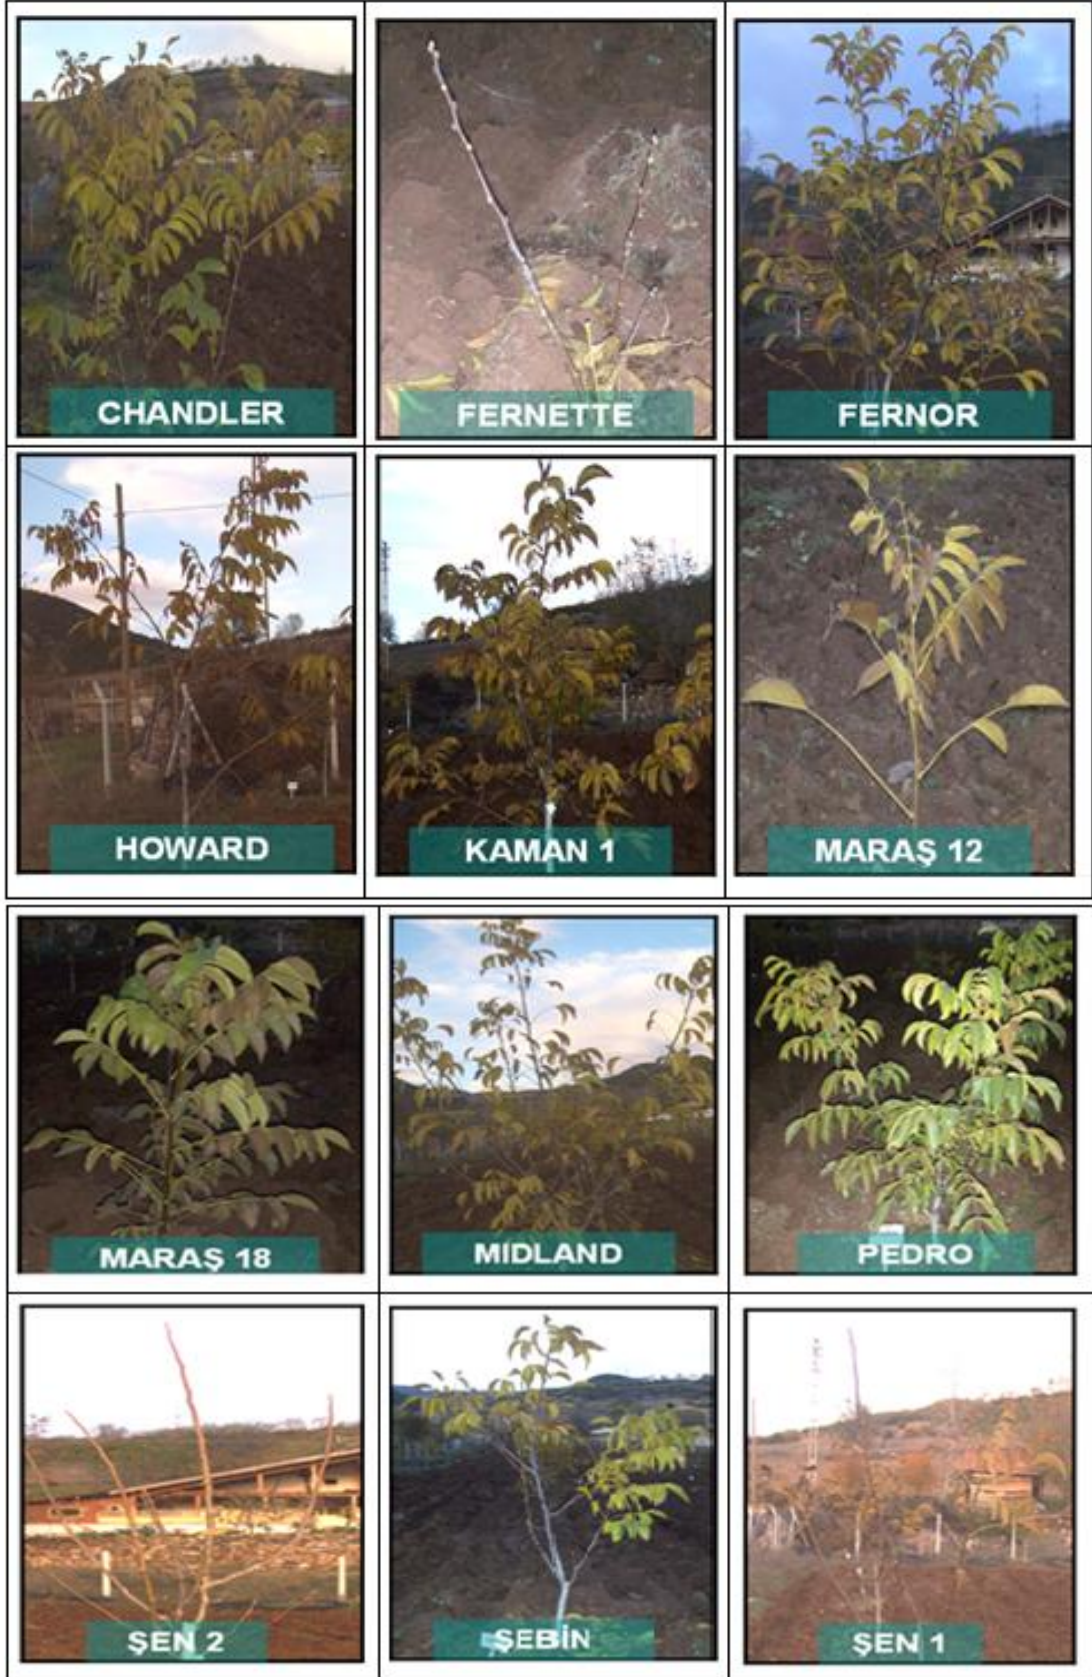 CHANDLER
FERNETTE
FERNOR
HOWARD
KAMAN 1
MARAŞ 12
MARAŞ 18
MIDLAND
PEDRO
ŞEN 2
ŞEBİN
ŞEN 1